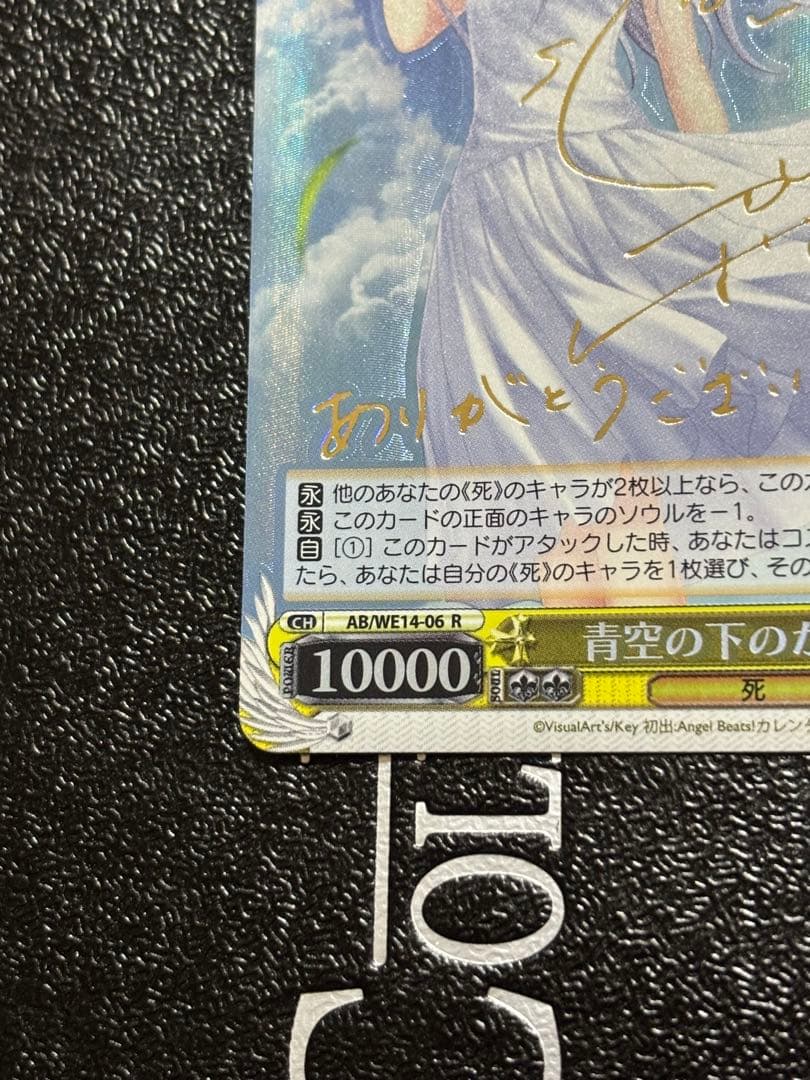 ありがとうござい
永 他のあなたの《死》のキャラが2枚以上なら、この
永 このカードの正面のキャラのソウルを－1。
自 [①] このカードがアタックした時、あなたはコ
たら、あなたは自分の《死》のキャラを1枚選び、その
CH AB/WE14-06 R
POWER 10000 SOUL
青空の下の
死
©VisualArt's/Key 初出:Angel Beats!カレン